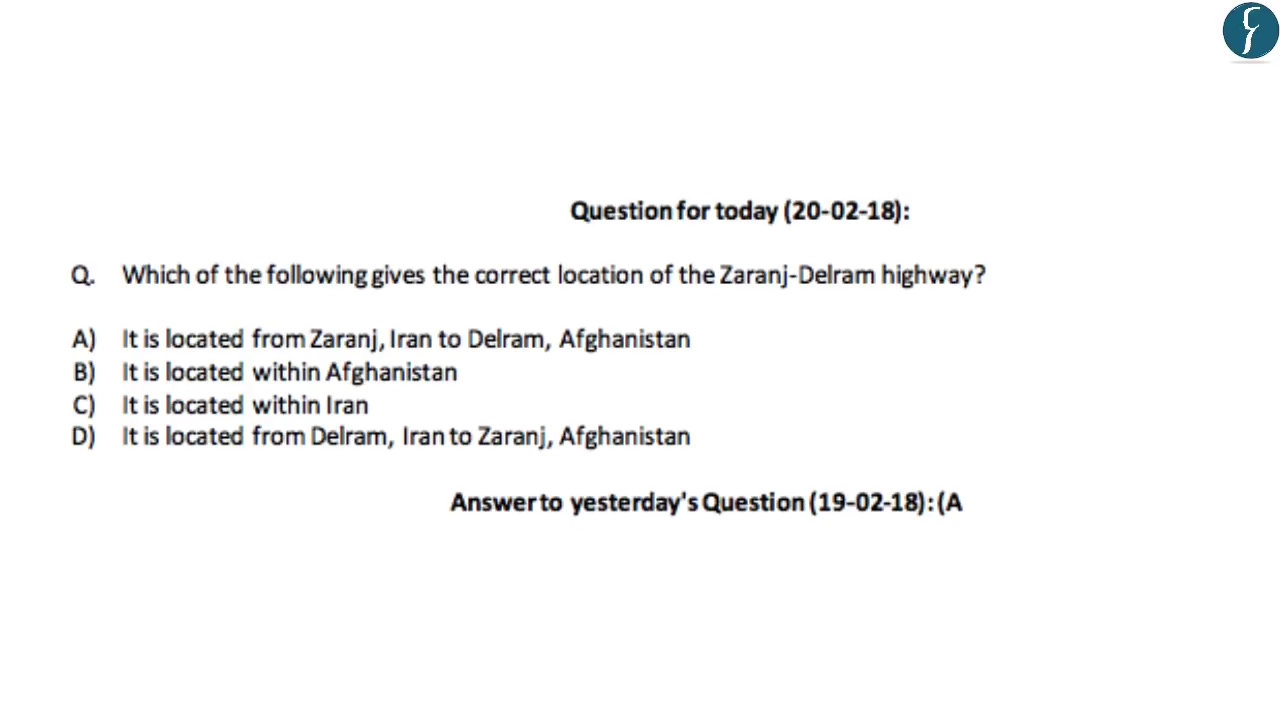 Question for today (20-02-18):
Q. Which of the following gives the correct location of the Zaranj-Delram highway?
A) It is located from Zaranj, Iran to Delram, Afghanistan
B) It is located within Afghanistan
C) It is located within Iran
D) It is located from Delram, Iran to Zaranj, Afghanistan
Answer to yesterday's Question (19-02-18): (A